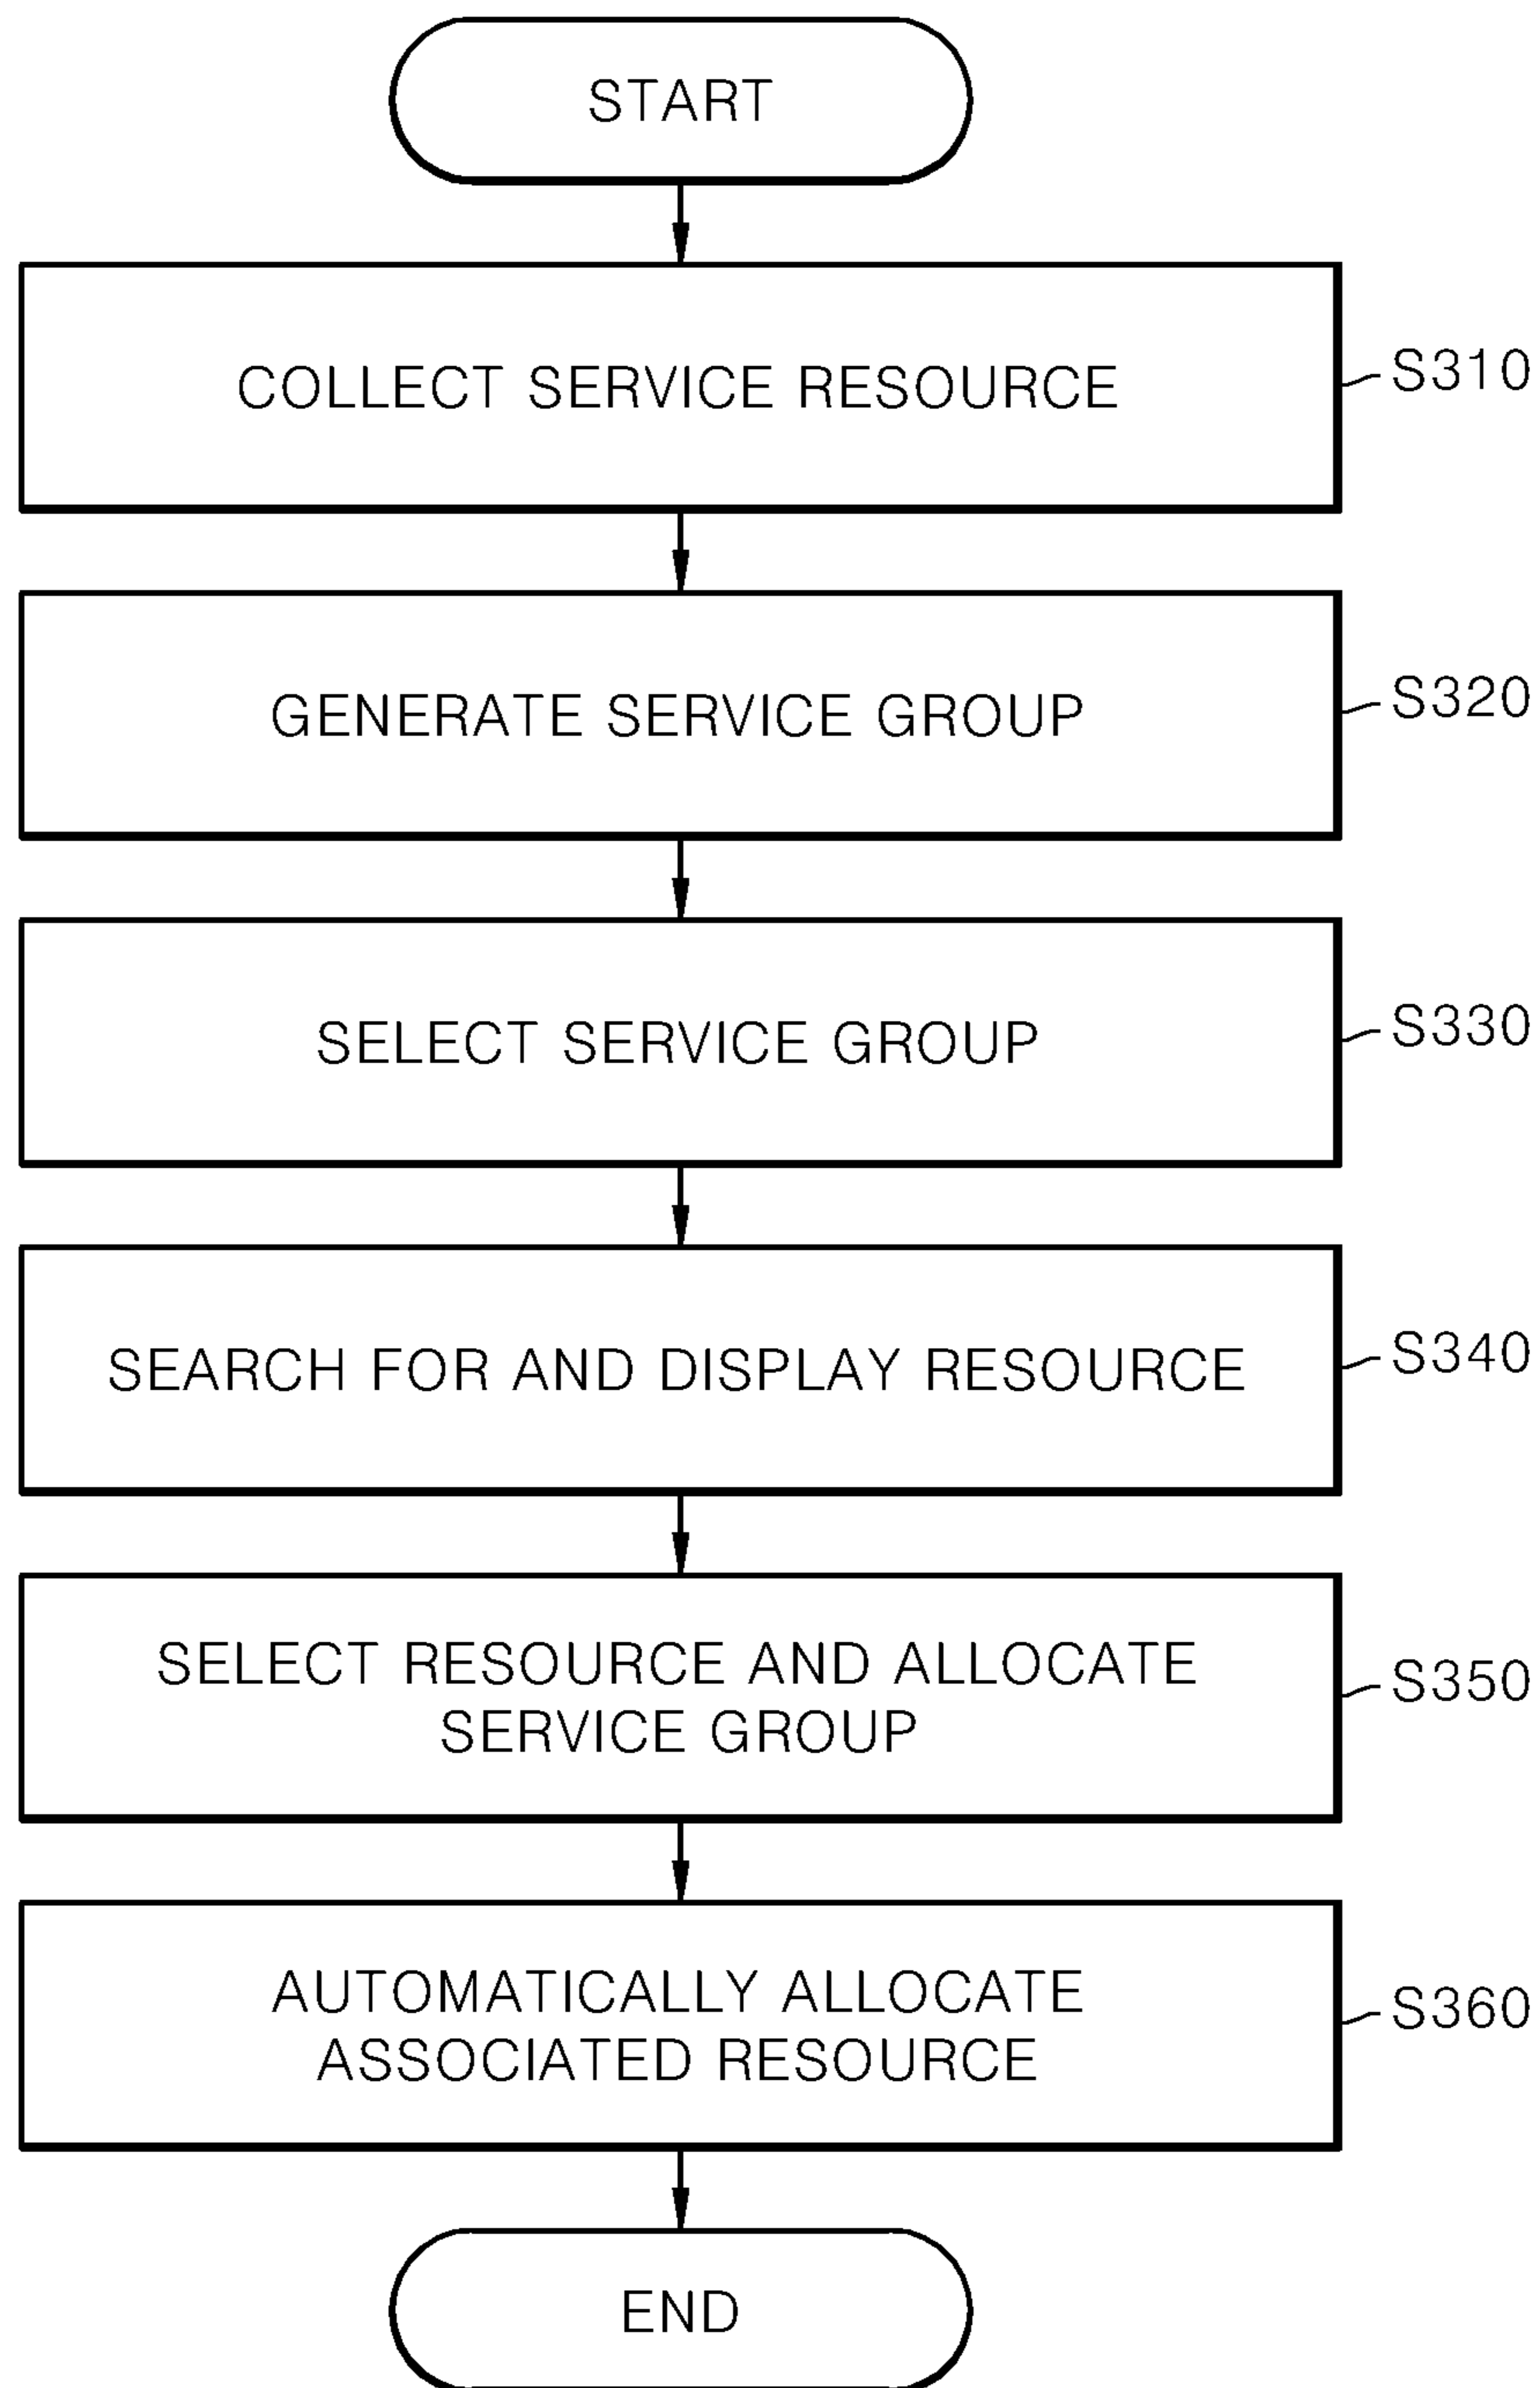 START
COLLECT SERVICE RESOURCE
S310
GENERATE SERVICE GROUP
S320
SELECT SERVICE GROUP
S330
SEARCH FOR AND DISPLAY RESOURCE
S340
SELECT RESOURCE AND ALLOCATE
SERVICE GROUP
S350
AUTOMATICALLY ALLOCATE
ASSOCIATED RESOURCE
S360
END